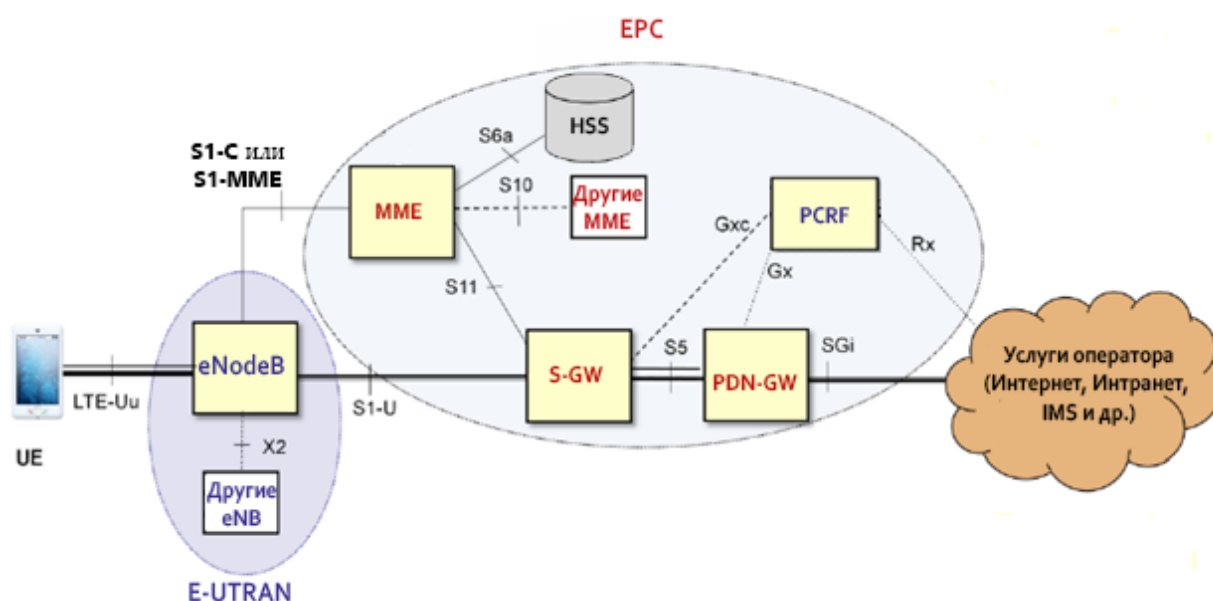 EPC
HSS
S6a
S1-C или
S1-MME
S10
MME
Другие
MME
PCRF
Gxc
Rx
Gx
S11
eNodeB
S-GW
S5
PDN-GW
SGi
Услуги оператора
(Интернет, Интранет,
IMS и др.)
LTE-Uu
S1-U
UE
X2
Другие
eNB
E-UTRAN